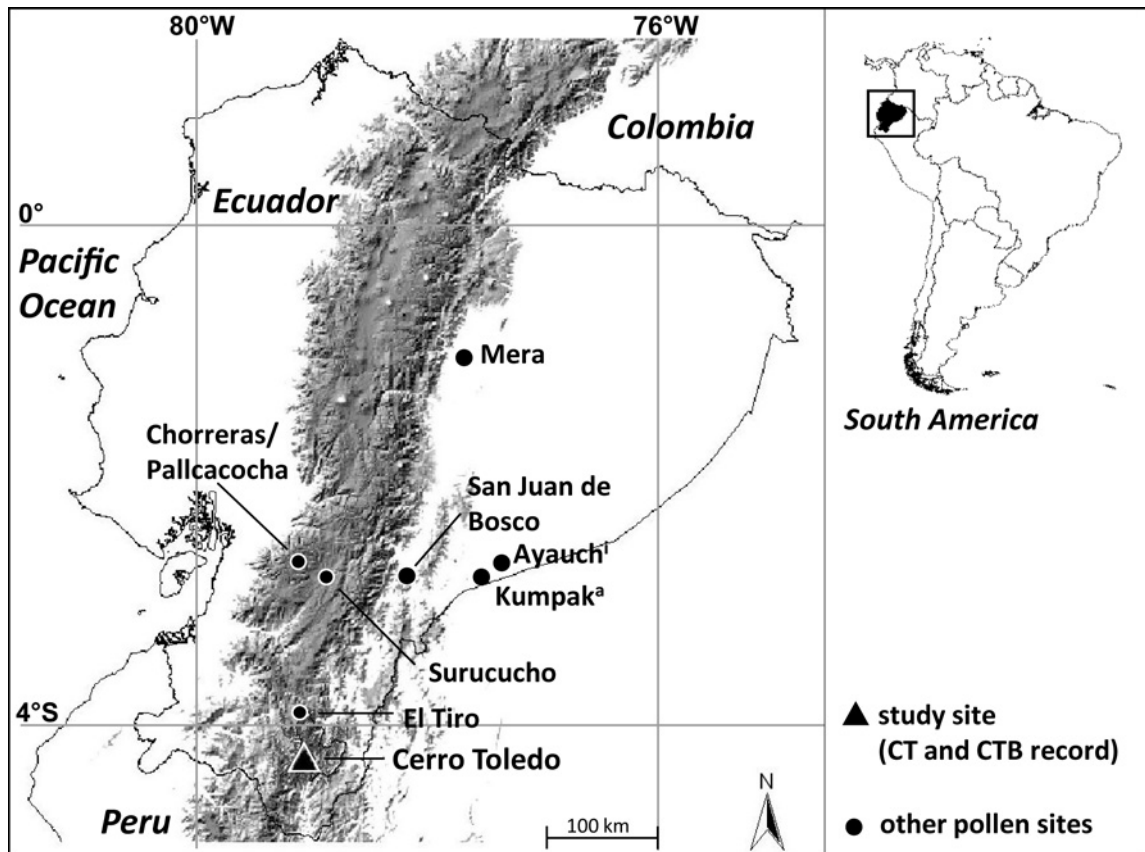 80°W
76°W
Colombia
Ecuador
0°
Pacific
Ocean
Mera
South America
Chorreras/
Pallcacocha
San Juan de
Bosco
Ayauchⁱ
Kumpakᵃ
Surucucho
4°S
El Tiro
Cerro Toledo
Peru
100 km
N
study site
(CT and CTB record)
other pollen sites